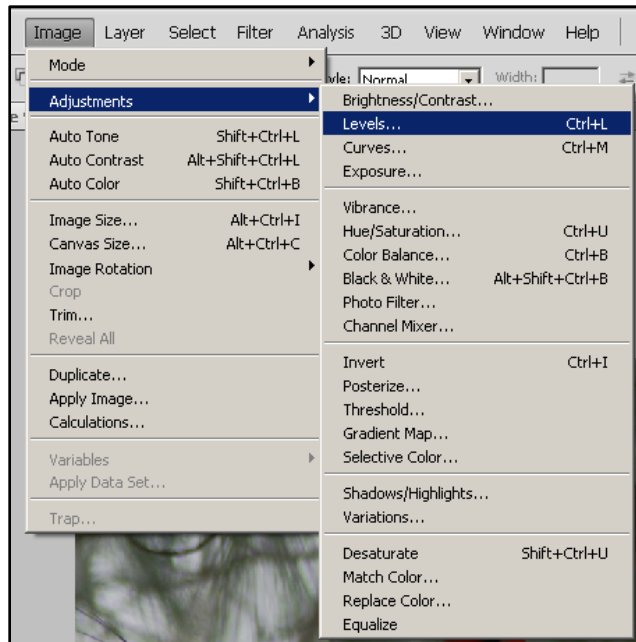 Image Layer Select Filter Analysis 3D View Window Help
Normal Width:
Mode
Adjustments
Auto Tone Shift+Ctrl+L
Auto Contrast Alt+Shift+Ctrl+L
Auto Color Shift+Ctrl+B
Image Size... Alt+Ctrl+I
Canvas Size... Alt+Ctrl+C
Image Rotation
Crop
Trim...
Reveal All
Duplicate...
Apply Image...
Calculations...
Variables
Apply Data Set...
Trap...
Brightness/Contrast...
Levels... Ctrl+L
Curves... Ctrl+M
Exposure...
Vibrance...
Hue/Saturation... Ctrl+U
Color Balance... Ctrl+B
Black & White... Alt+Shift+Ctrl+B
Photo Filter...
Channel Mixer...
Invert Ctrl+I
Posterize...
Threshold...
Gradient Map...
Selective Color...
Shadows/Highlights...
Variations...
Desaturate Shift+Ctrl+U
Match Color...
Replace Color...
Equalize